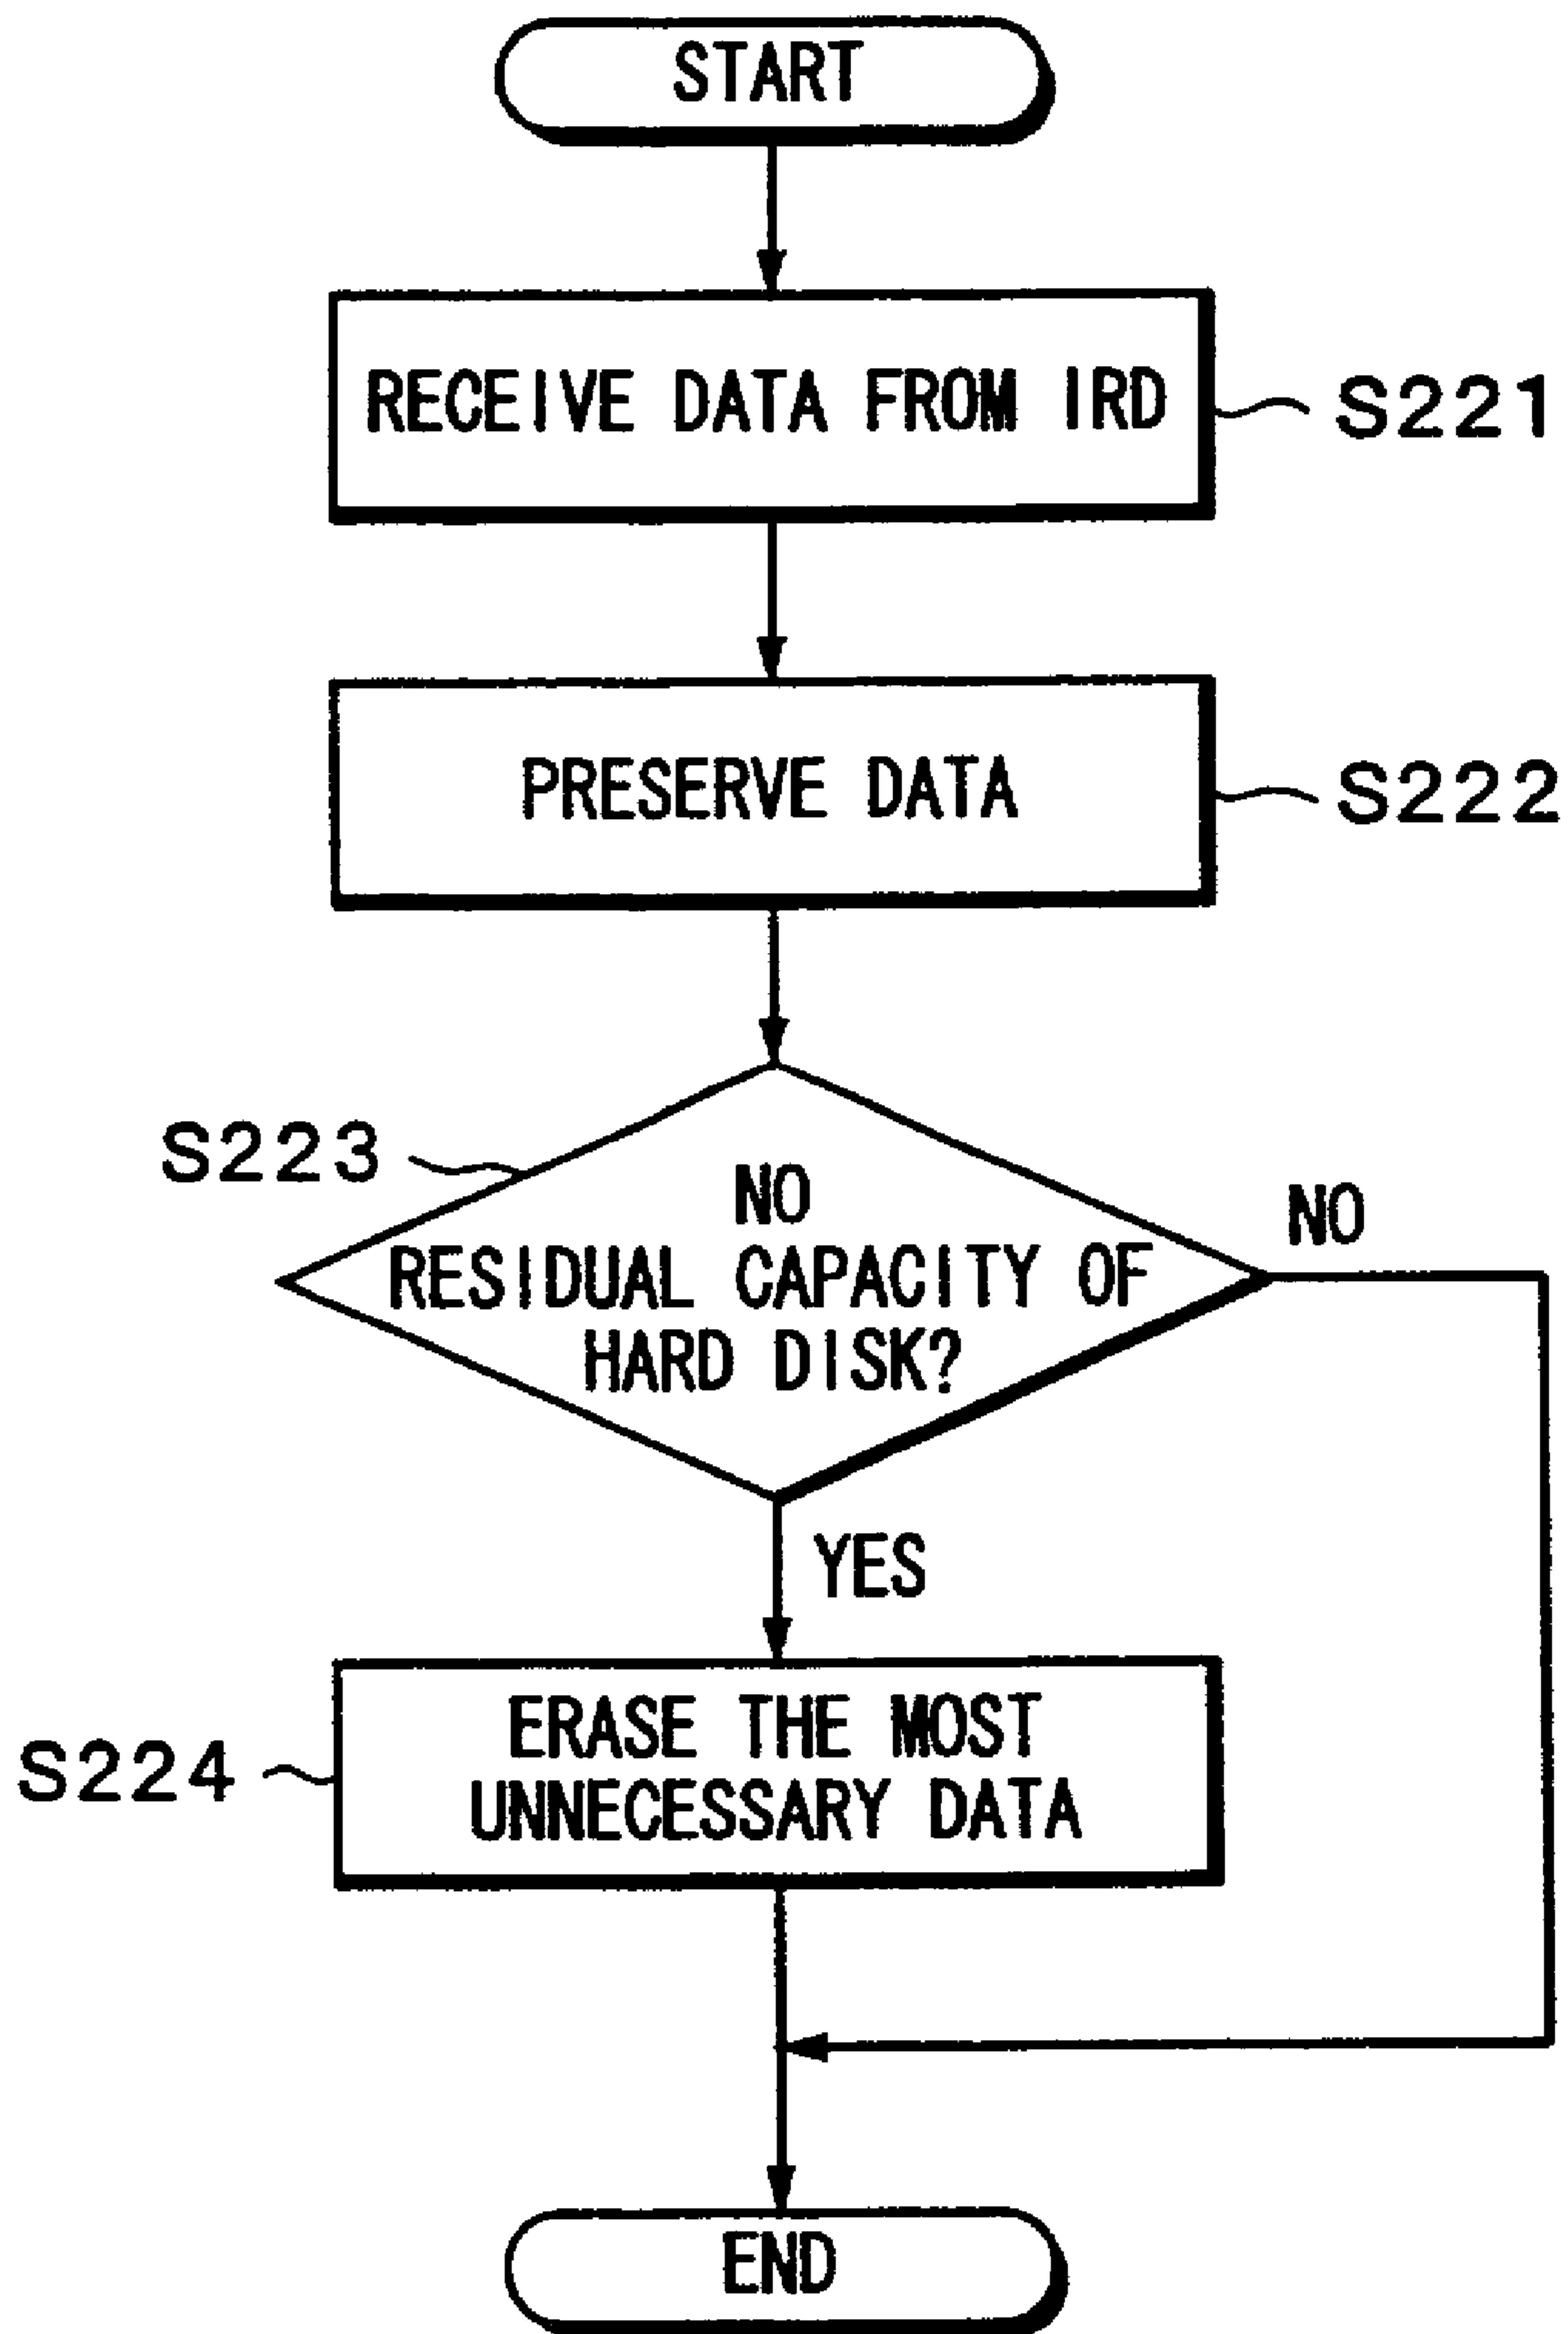 START
RECEIVE DATA FROM IRD
S221
PRESERVE DATA
S222
S223
NO
RESIDUAL CAPACITY OF
HARD DISK?
NO
YES
ERASE THE MOST
UNNECESSARY DATA
S224
END